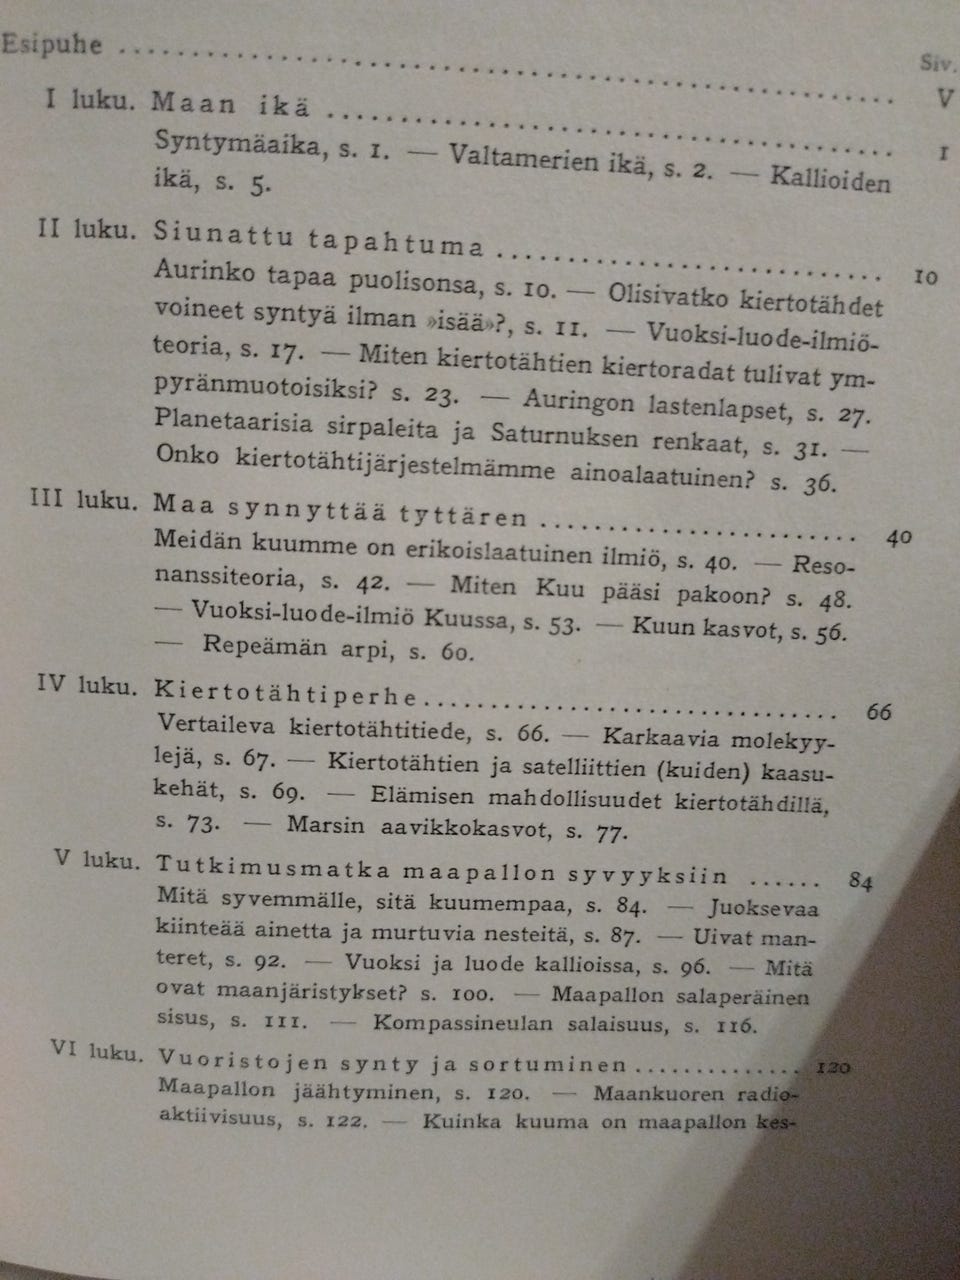 Siv.
Esipuhe ........................................ V
I luku. Maan ikä ........................................ 1
Syntymäaika, s. 1. — Valtamerien ikä, s. 2. — Kallioiden
ikä, s. 5.
II luku. Siunattu tapahtuma ........................................ 10
Aurinko tapaa puolisonsa, s. 10. — Olisivatko kiertotähdet
voineet syntyä ilman »isää»?, s. 11. — Vuoksi-luode-ilmiö-
teoria, s. 17. — Miten kiertotähtien kiertoradat tulivat ym-
pyränmuotoisiksi? s. 23. — Auringon lastenlapset, s. 27.
Planetaarisia sirpaleita ja Saturnuksen renkaat, s. 31. —
Onko kiertotähtijärjestelmämme ainoalaatuinen? s. 36.
III luku. Maa synnyttää tyttären ........................................ 40
Meidän kuumme on erikoislaatuinen ilmiö, s. 40. — Reso-
nanssiteoria, s. 42. — Miten Kuu pääsi pakoon? s. 48.
— Vuoksi-luode-ilmiö Kuussa, s. 53. — Kuun kasvot, s. 56.
— Repeämän arpi, s. 60.
IV luku. Kiertotähtiperhe ........................................ 66
Vertaileva kiertotähtitiede, s. 66. — Karkaavia molekyy-
lejä, s. 67. — Kiertotähtien ja satelliittien (kuiden) kaasu-
kehät, s. 69. — Elämisen mahdollisuudet kiertotähdillä,
s. 73. — Marsin aavikkokasvot, s. 77.
V luku. Tutkimusmatka maapallon syvyyksiin ...... 84
Mitä syvemmälle, sitä kuumempaa, s. 84. — Juoksevaa
kiinteää ainetta ja murtuvia nesteitä, s. 87. — Uivat man-
teret, s. 92. — Vuoksi ja luode kallioissa, s. 96. — Mitä
ovat maanjäristykset? s. 100. — Maapallon salaperäinen
sisus, s. 111. — Kompassineulan salaisuus, s. 116.
VI luku. Vuoristojen synty ja sortuminen .............. 120
Maapallon jäähtyminen, s. 120. — Maankuoren radio-
aktiivisuus, s. 122. — Kuinka kuuma on maapallon kes-